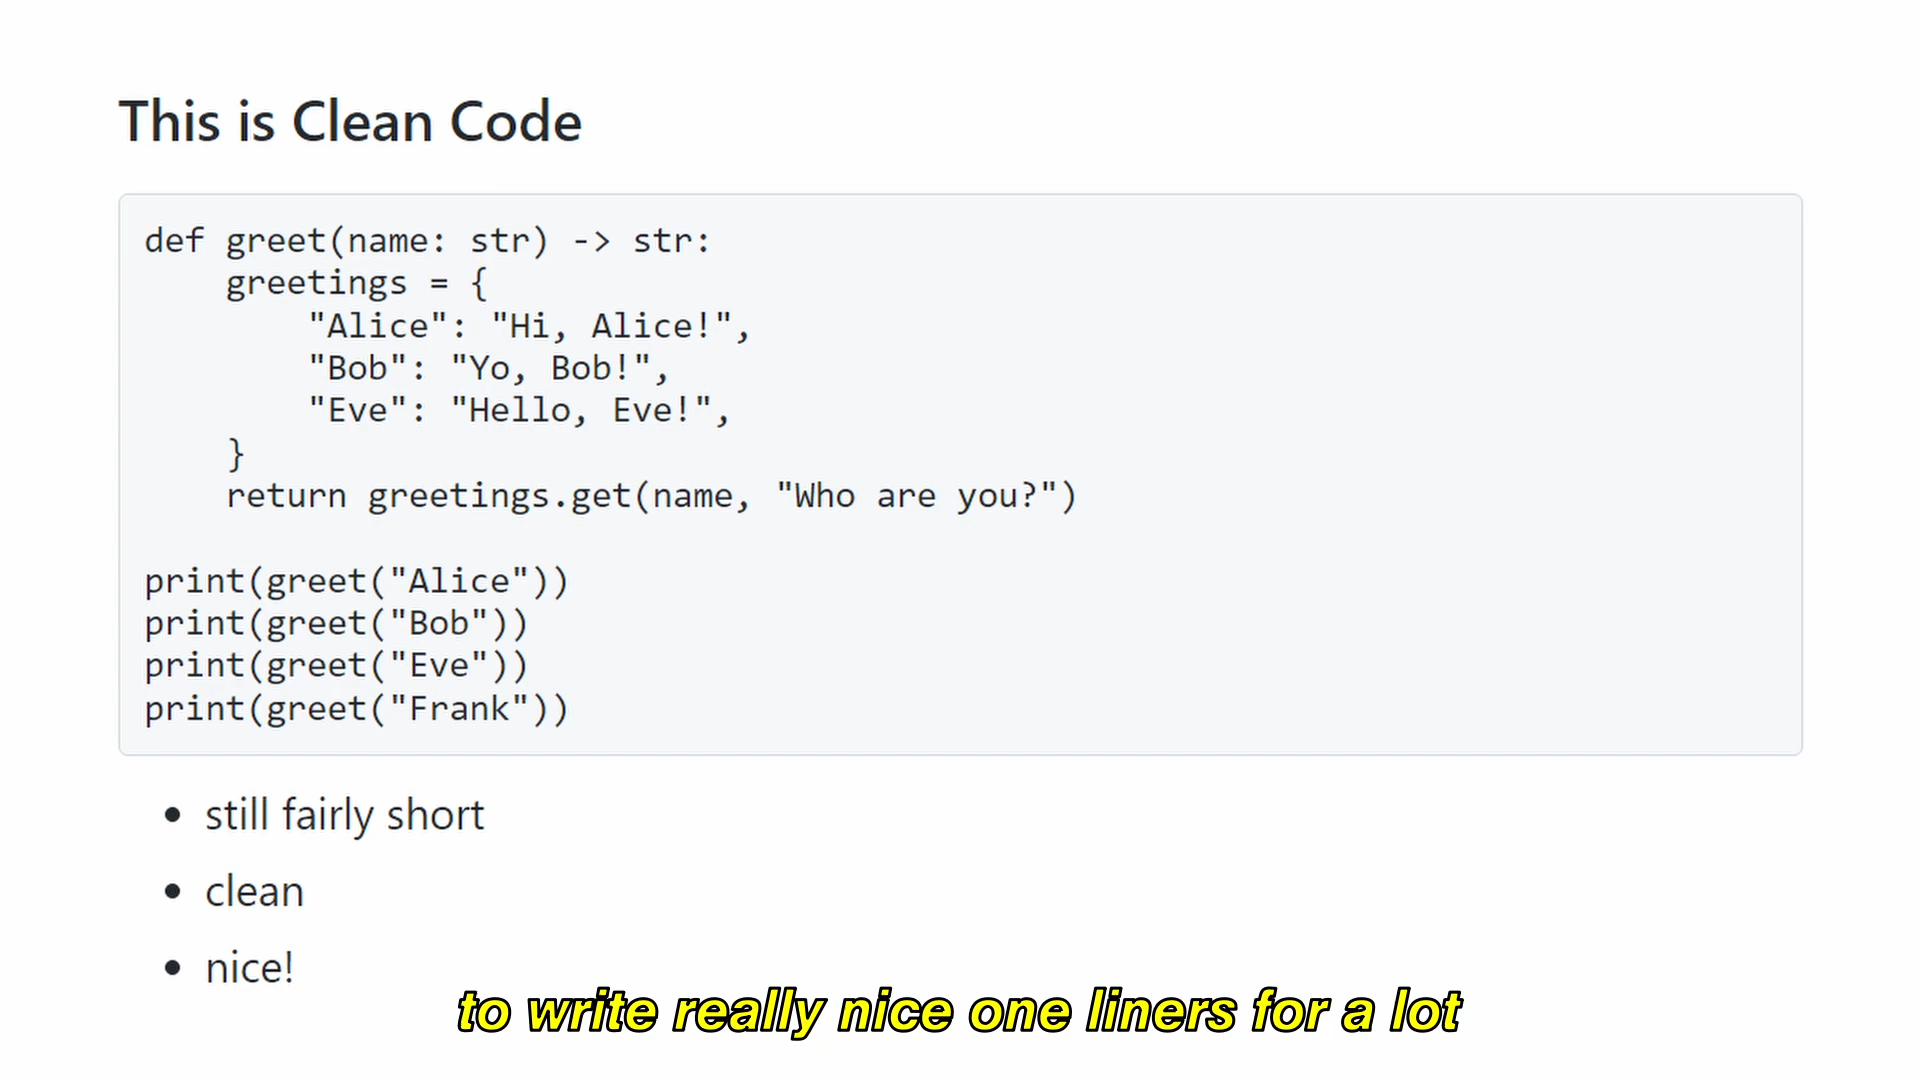 This is Clean Code
def greet(name: str) -> str:
    greetings = {
        "Alice": "Hi, Alice!",
        "Bob": "Yo, Bob!",
        "Eve": "Hello, Eve!",
    }
    return greetings.get(name, "Who are you?")

print(greet("Alice"))
print(greet("Bob"))
print(greet("Eve"))
print(greet("Frank"))
• still fairly short
• clean
• nice!
to write really nice one liners for a lot